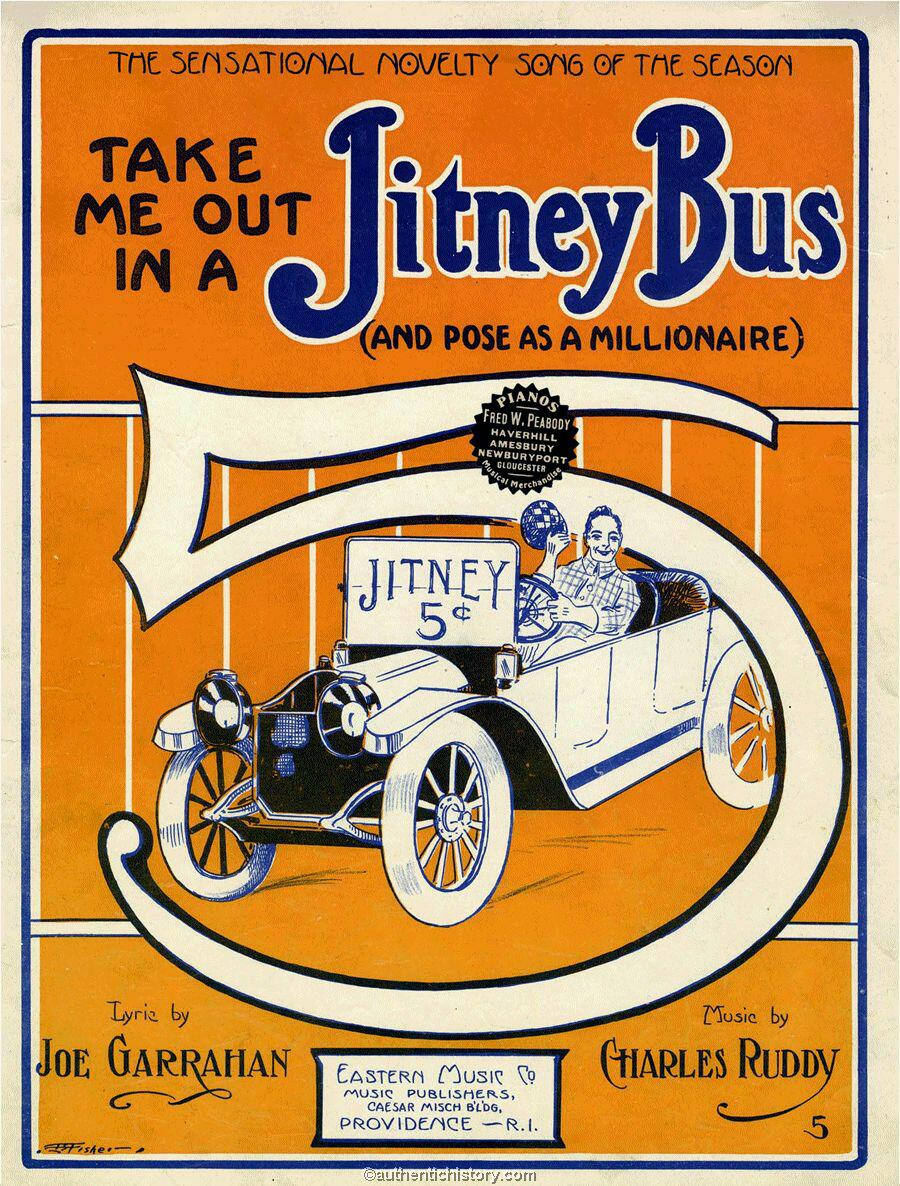 THE SENSATIONAL NOVELTY SONG OF THE SEASON
TAKE
ME OUT
IN A
Jitney Bus
(AND POSE AS A MILLIONAIRE)
5
PIANOS
FRED W. PEABODY
HAVERHILL
AMESBURY
NEWBURYPORT
GLOUCESTER
Musical Merchandise
JITNEY
5¢
Lyric by
JOE GARRAHAN
Music by
CHARLES RUDDY
EASTERN MUSIC CO
MUSIC PUBLISHERS,
CAESAR MISCH B'LDG,
PROVIDENCE – R.I.
5
Fisher
©authentichistory.com